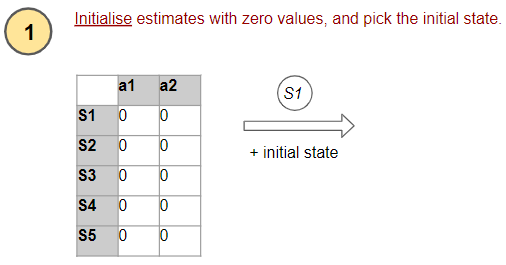 1
Initialise estimates with zero values, and pick the initial state.
a1 a2
S1 0 0
S2 0 0
S3 0 0
S4 0 0
S5 0 0
S1
+ initial state